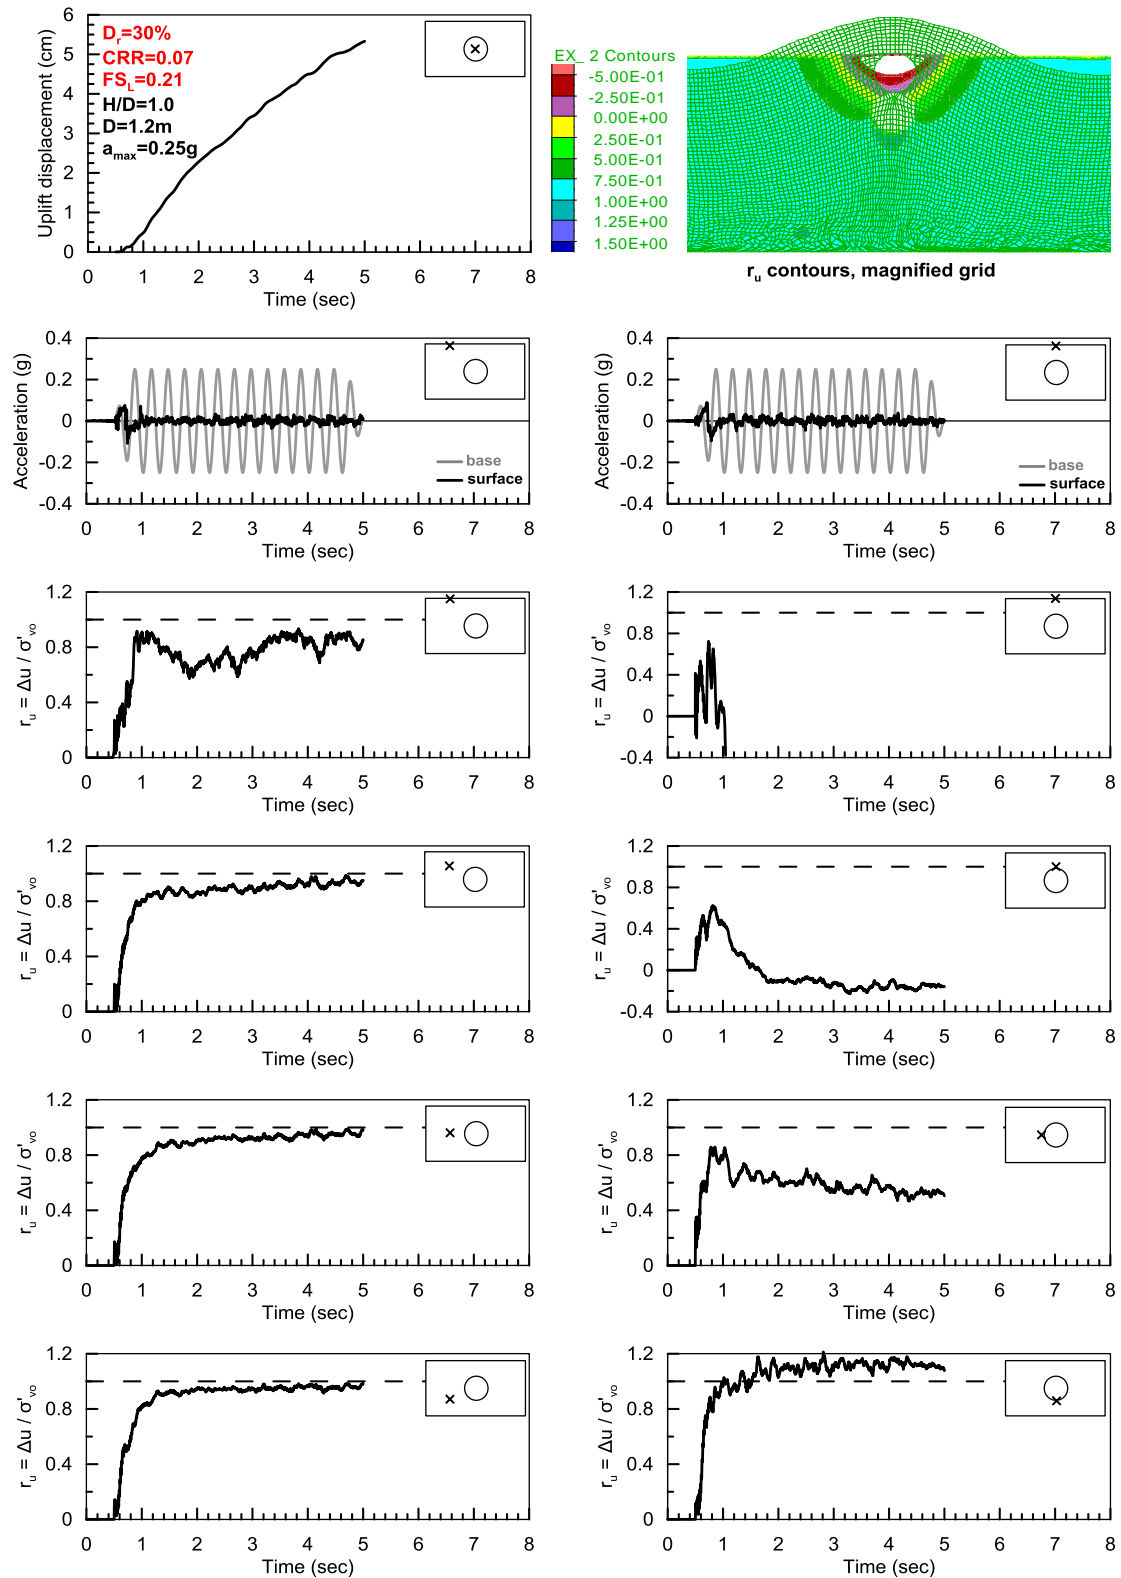 6
5
4
3
2
1
0
Uplift displacement (cm)
Dr=30%
CRR=0.07
FSL=0.21
H/D=1.0
D=1.2m
amax=0.25g
0 1 2 3 4 5 6 7 8
Time (sec)
EX_ 2 Contours
-5.00E-01
-2.50E-01
0.00E+00
2.50E-01
5.00E-01
7.50E-01
1.00E+00
1.25E+00
1.50E+00
ru contours, magnified grid
0.4
0.2
0
-0.2
-0.4
Acceleration (g)
base
surface
0 1 2 3 4 5 6 7 8
Time (sec)
0.4
0.2
0
-0.2
-0.4
Acceleration (g)
base
surface
0 1 2 3 4 5 6 7 8
Time (sec)
1.2
0.8
0.4
0
ru = Δu / σ'vo
0 1 2 3 4 5 6 7 8
Time (sec)
1.2
0.8
0.4
0
-0.4
ru = Δu / σ'vo
0 1 2 3 4 5 6 7 8
Time (sec)
1.2
0.8
0.4
0
ru = Δu / σ'vo
0 1 2 3 4 5 6 7 8
Time (sec)
1.2
0.8
0.4
0
-0.4
ru = Δu / σ'vo
0 1 2 3 4 5 6 7 8
Time (sec)
1.2
0.8
0.4
0
ru = Δu / σ'vo
0 1 2 3 4 5 6 7 8
Time (sec)
1.2
0.8
0.4
0
ru = Δu / σ'vo
0 1 2 3 4 5 6 7 8
Time (sec)
1.2
0.8
0.4
0
ru = Δu / σ'vo
0 1 2 3 4 5 6 7 8
Time (sec)
1.2
0.8
0.4
0
ru = Δu / σ'vo
0 1 2 3 4 5 6 7 8
Time (sec)